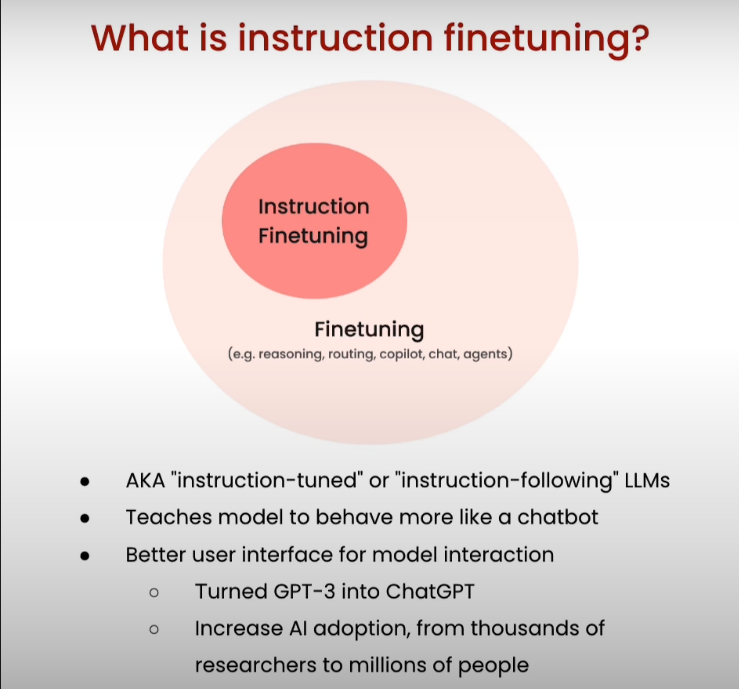 What is instruction finetuning?
Instruction
Finetuning
Finetuning
(e.g. reasoning, routing, copilot, chat, agents)
● AKA "instruction-tuned" or "instruction-following" LLMs
● Teaches model to behave more like a chatbot
● Better user interface for model interaction
○ Turned GPT-3 into ChatGPT
○ Increase AI adoption, from thousands of
researchers to millions of people